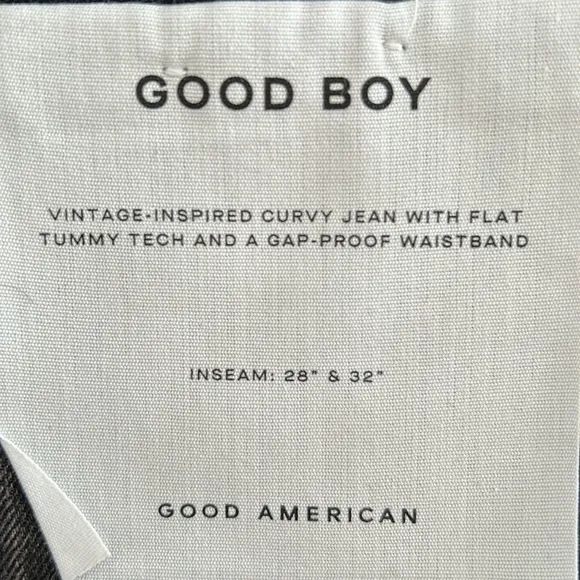 GOOD BOY
VINTAGE-INSPIRED CURVY JEAN WITH FLAT
TUMMY TECH AND A GAP-PROOF WAISTBAND
INSEAM: 28" & 32"
GOOD AMERICAN